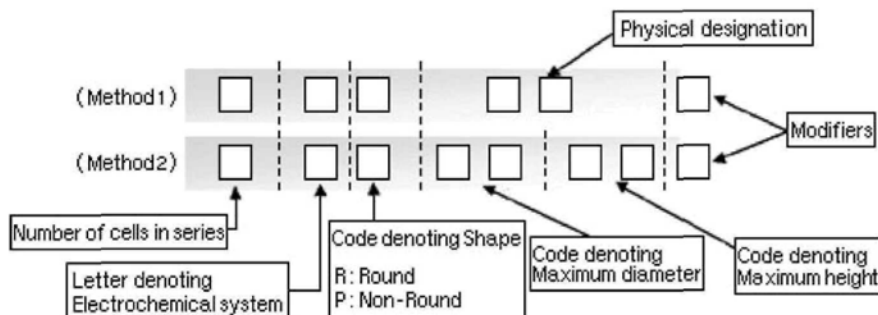 Physical designation
(Method1)
Modifiers
(Method2)
Number of cells in series
Code denoting Shape
R: Round
P: Non-Round
Code denoting
Maximum diameter
Code denoting
Maximum height
Letter denoting
Electrochemical system